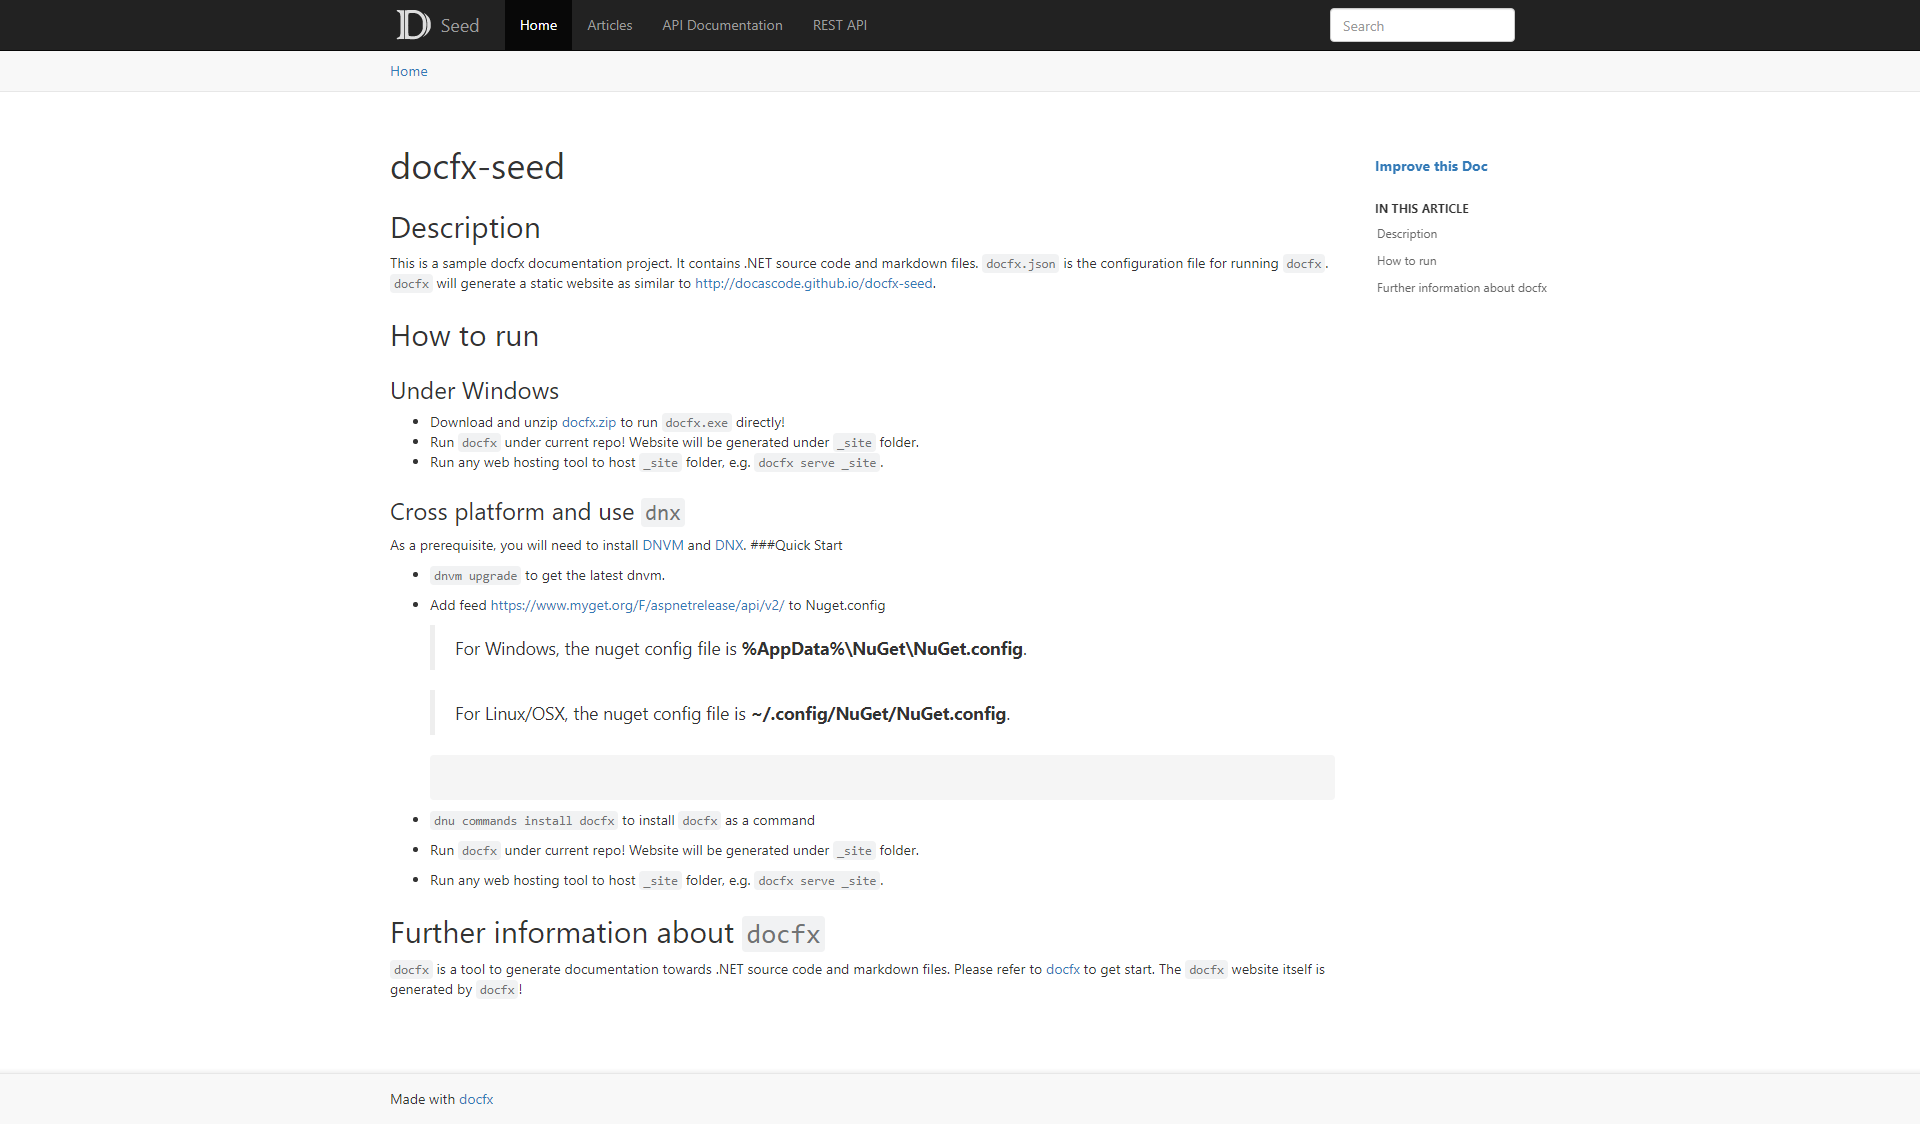 D Seed Home Articles API Documentation REST API Search
Home
docfx-seed
Improve this Doc
IN THIS ARTICLE
Description
How to run
Further information about docfx
Description
This is a sample docfx documentation project. It contains .NET source code and markdown files. docfx.json is the configuration file for running docfx.
docfx will generate a static website as similar to http://docascode.github.io/docfx-seed.
How to run
Under Windows
Download and unzip docfx.zip to run docfx.exe directly!
Run docfx under current repo! Website will be generated under _site folder.
Run any web hosting tool to host _site folder, e.g. docfx serve _site.
Cross platform and use dnx
As a prerequisite, you will need to install DNVM and DNX. ###Quick Start
dnvm upgrade to get the latest dnvm.
Add feed https://www.myget.org/F/aspnetrelease/api/v2/ to Nuget.config
For Windows, the nuget config file is %AppData%\NuGet\NuGet.config.
For Linux/OSX, the nuget config file is ~/.config/NuGet/NuGet.config.
dnu commands install docfx to install docfx as a command
Run docfx under current repo! Website will be generated under _site folder.
Run any web hosting tool to host _site folder, e.g. docfx serve _site.
Further information about docfx
docfx is a tool to generate documentation towards .NET source code and markdown files. Please refer to docfx to get start. The docfx website itself is
generated by docfx!
Made with docfx